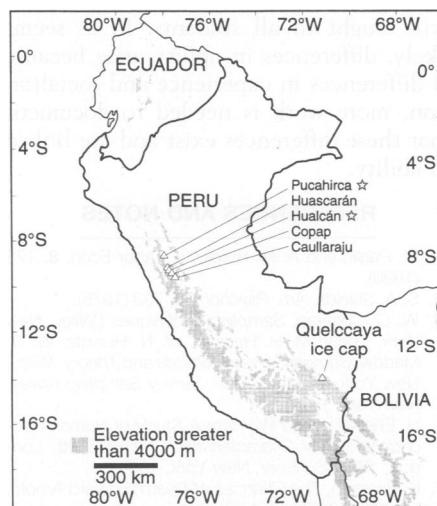 80°W 76°W 72°W 68°W
0°
ECUADOR
0°
4°S
4°S
PERU
Pucahirca ☆
Huascarán
Hualcán ☆
Copap
Caullaraju
8°S
8°S
12°S
12°S
Quelccaya
ice cap
BOLIVIA
16°S
16°S
Elevation greater
than 4000 m
300 km
80°W 76°W 72°W 68°W